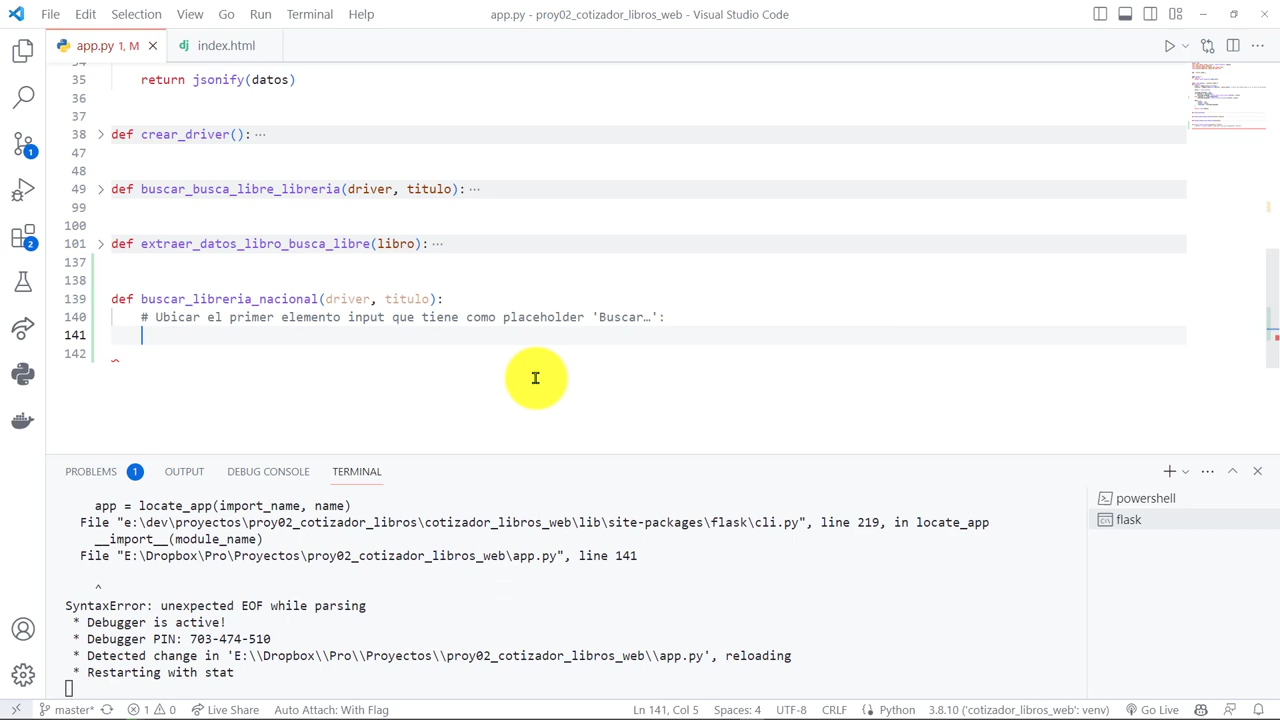 File Edit Selection View Go Run Terminal Help
app.py - proy02_cotizador_libros_web - Visual Studio Code
app.py 1, M
index.html
34
35 return jsonify(datos)
36
37
38 def crear_driver(): ···
47
48
49 def buscar_busca_libre_libreria(driver, titulo): ···
99
100
101 def extraer_datos_libro_busca_libre(libro): ···
137
138
139 def buscar_libreria_nacional(driver, titulo):
140 # Ubicar el primer elemento input que tiene como placeholder 'Buscar…':
141
142
1
2
PROBLEMS 1 OUTPUT DEBUG CONSOLE TERMINAL
app = locate_app(import_name, name)
File "e:\dev\proyectos\proy02_cotizador_libros\cotizador_libros_web\lib\site-packages\flask\cli.py", line 219, in locate_app
__import__(module_name)
File "E:\Dropbox\Pro\Proyectos\proy02_cotizador_libros_web\app.py", line 141
^
SyntaxError: unexpected EOF while parsing
* Debugger is active!
* Debugger PIN: 703-474-510
* Detected change in 'E:\\Dropbox\\Pro\\Proyectos\\proy02_cotizador_libros_web\\app.py', reloading
* Restarting with stat
powershell
flask
master* 1 0 Live Share Auto Attach: With Flag Ln 141, Col 5 Spaces: 4 UTF-8 CRLF Python 3.8.10 ('cotizador_libros_web': venv) Go Live